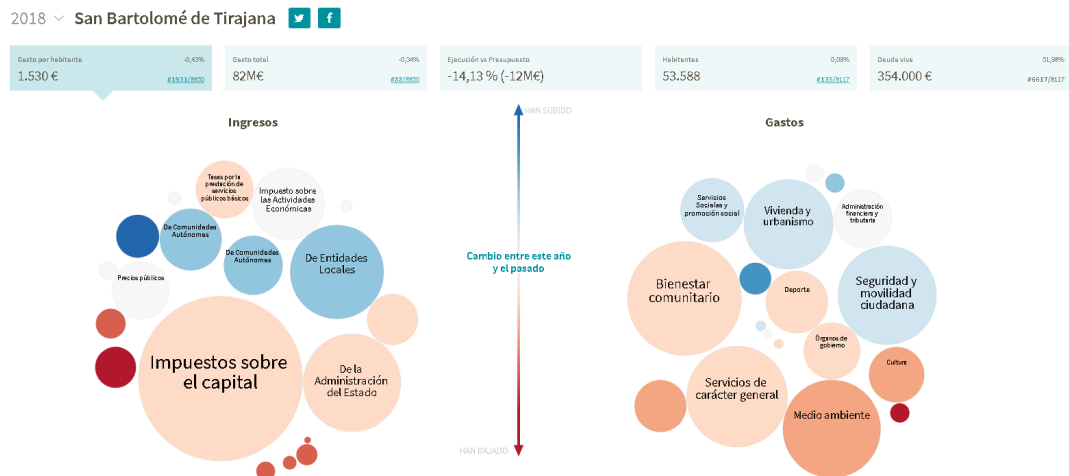 2018 San Bartolomé de Tirajana
Gasto por habitante -0,43%
1.530 € #1931/8850
Gasto total -0,34%
82M€ #83/8850
Ejecución vs Presupuesto
-14,13 % (-12M€)
Habitantes 0,09%
53.588 #135/8117
Deuda viva 51,98%
354.000 € #6617/8117
Ingresos
HAN SUBIDO
Gastos
Tasas por la
prestación de
servicios
públicos básicos
Impuesto sobre
las Actividades
Económicas
De Comunidades
Autónomas
De Comunidades
Autónomas
De Entidades
Locales
Precios públicos
Impuestos sobre
el capital
De la
Administración
del Estado
Cambio entre este año
y el pasado
HAN BAJADO
Servicios
Sociales y
promoción social
Vivienda y
urbanismo
Administración
financiera y
tributaria
Bienestar
comunitario
Deporte
Seguridad y
movilidad
ciudadana
Órganos de
gobierno
Servicios de
carácter general
Cultura
Medio ambiente